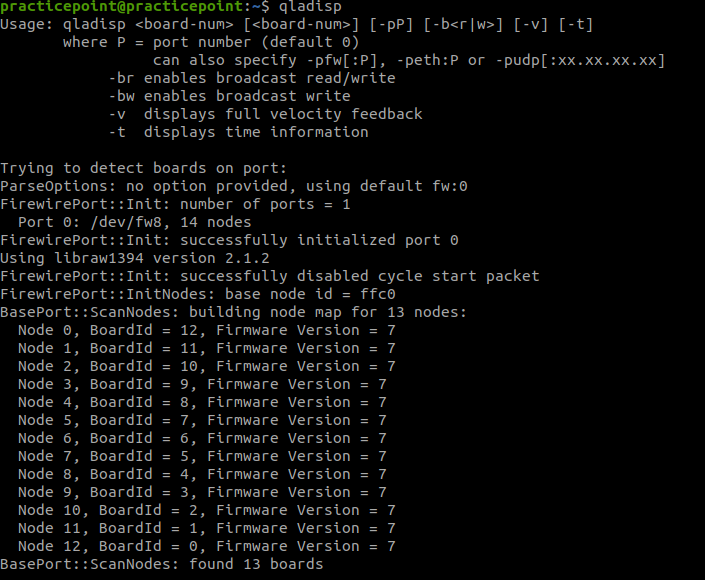 practicepoint@practicepoint:~$ qladisp
Usage: qladisp <board-num> [<board-num>] [-pP] [-b<r|w>] [-v] [-t]
       where P = port number (default 0)
                 can also specify -pfw[:P], -peth:P or -pudp[:xx.xx.xx.xx]
            -br enables broadcast read/write
            -bw enables broadcast write
            -v  displays full velocity feedback
            -t  displays time information

Trying to detect boards on port:
ParseOptions: no option provided, using default fw:0
FirewirePort::Init: number of ports = 1
  Port 0: /dev/fw8, 14 nodes
FirewirePort::Init: successfully initialized port 0
Using libraw1394 version 2.1.2
FirewirePort::Init: successfully disabled cycle start packet
FirewirePort::InitNodes: base node id = ffc0
BasePort::ScanNodes: building node map for 13 nodes:
  Node 0, BoardId = 12, Firmware Version = 7
  Node 1, BoardId = 11, Firmware Version = 7
  Node 2, BoardId = 10, Firmware Version = 7
  Node 3, BoardId = 9, Firmware Version = 7
  Node 4, BoardId = 8, Firmware Version = 7
  Node 5, BoardId = 7, Firmware Version = 7
  Node 6, BoardId = 6, Firmware Version = 7
  Node 7, BoardId = 5, Firmware Version = 7
  Node 8, BoardId = 4, Firmware Version = 7
  Node 9, BoardId = 3, Firmware Version = 7
  Node 10, BoardId = 2, Firmware Version = 7
  Node 11, BoardId = 1, Firmware Version = 7
  Node 12, BoardId = 0, Firmware Version = 7
BasePort::ScanNodes: found 13 boards